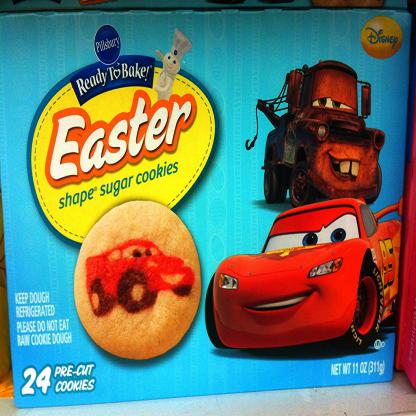 Pillsbury
Disney
Ready To Bake!
Easter
shape® sugar cookies
KEEP DOUGH
REFRIGERATED
PLEASE DO NOT EAT
RAW COOKIE DOUGH
24 PRE-CUT
COOKIES
NET WT 11 OZ (311g)